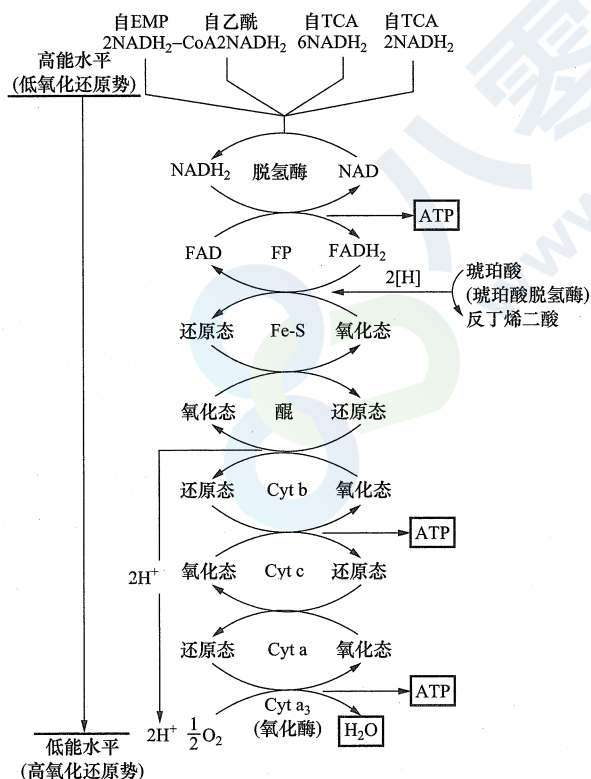 自EMP 自乙酰 自TCA 自TCA
2NADH₂–CoA2NADH₂ 6NADH₂ 2NADH₂
高能水平
(低氧化还原势)
NADH₂ 脱氢酶 NAD
ATP
FAD FP FADH₂
2[H] 琥珀酸
(琥珀酸脱氢酶)
反丁烯二酸
还原态 Fe-S 氧化态
氧化态 醌 还原态
还原态 Cyt b 氧化态
ATP
2H⁺ 氧化态 Cyt c 还原态
还原态 Cyt a 氧化态
ATP
Cyt a₃
(氧化酶)
2H⁺ ½O₂ H₂O
低能水平
(高氧化还原势)
八零
www